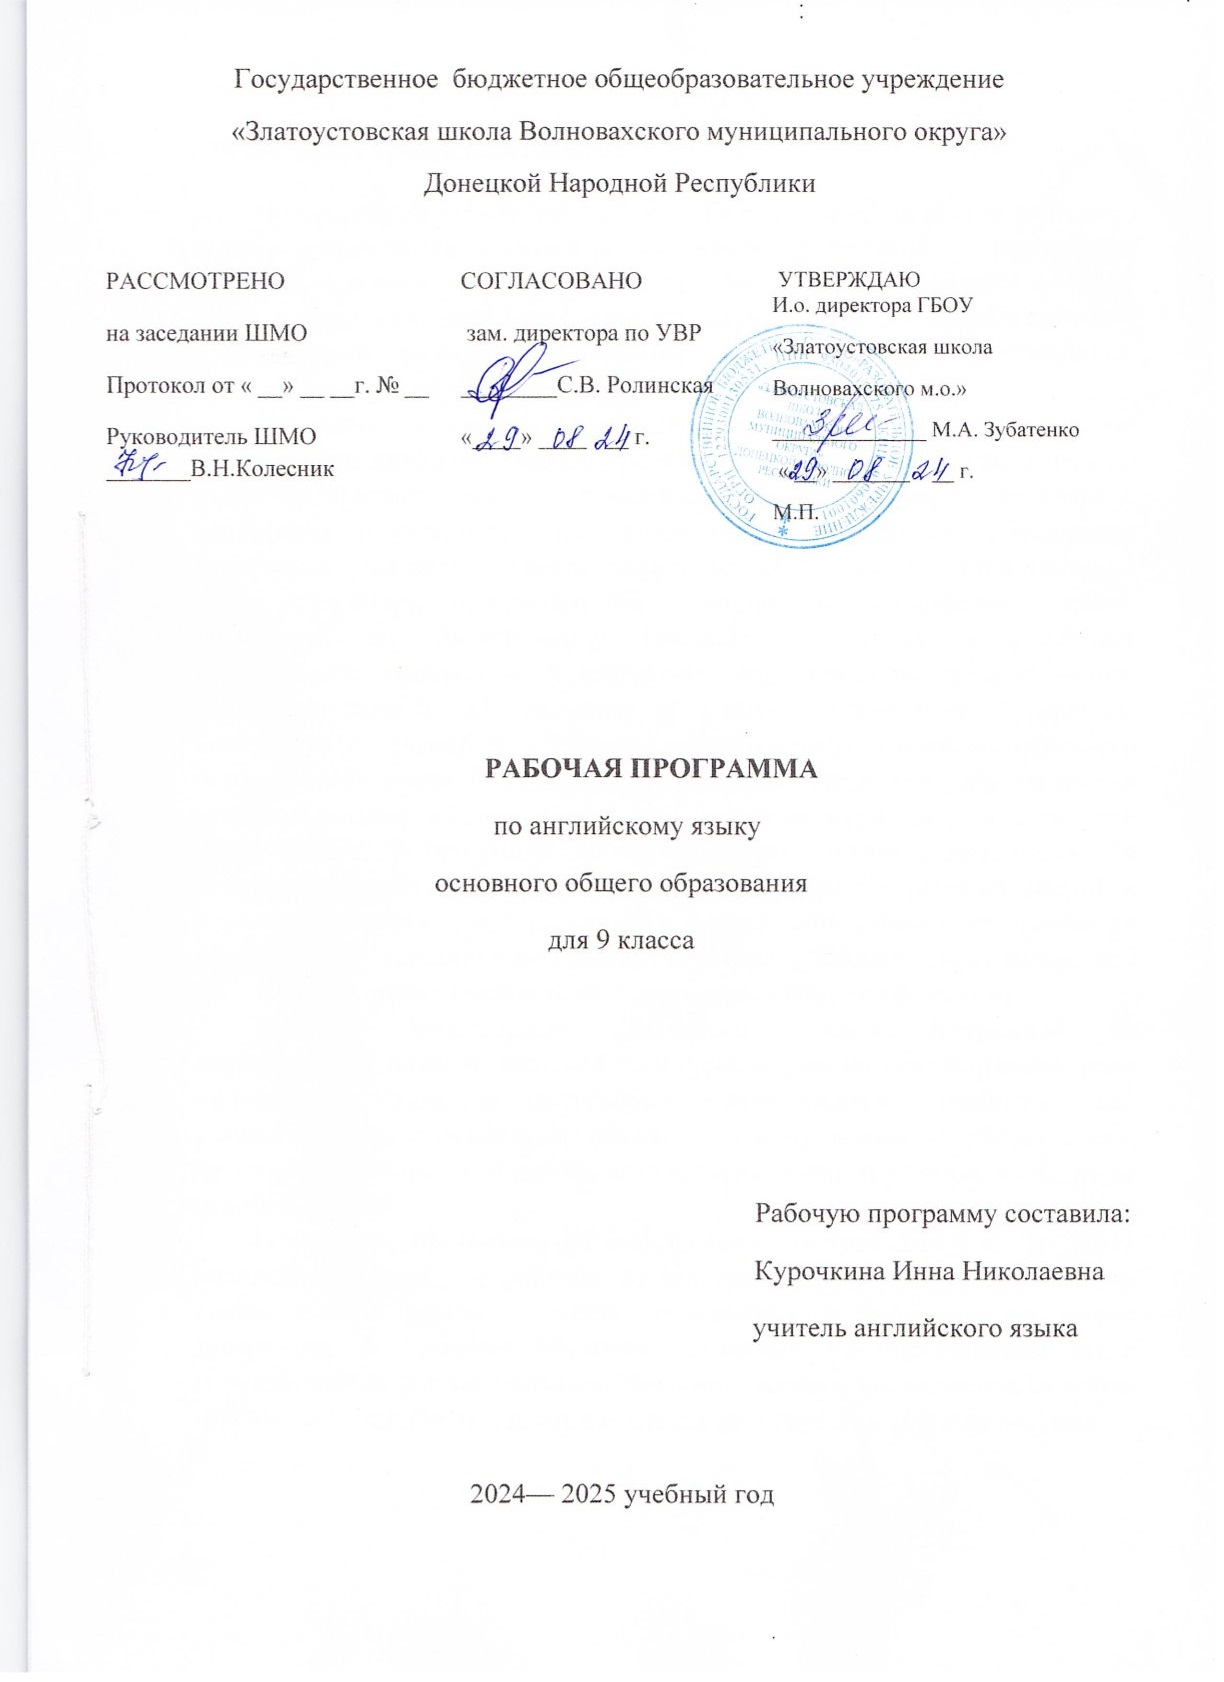 Государственное бюджетное общеобразовательное учреждение
«Златоустовская школа Волновахского муниципального округа»
Донецкой Народной Республики
РАССМОТРЕНО
на заседании ШМО
Протокол от « __» __ __г. № __
Руководитель ШМО
_______В.Н.Колесник
СОГЛАСОВАНО
зам. директора по УВР
________С.В. Ролинская
«29» 08 24 г.
УТВЕРЖДАЮ
И.о. директора ГБОУ
«Златоустовская школа
Волновахского м.о.»
______________ М.А. Зубатенко
«29» 08 24 г.
М.П.
РАБОЧАЯ ПРОГРАММА
по английскому языку
основного общего образования
для 9 класса
Рабочую программу составила:
Курочкина Инна Николаевна
учитель английского языка
2024— 2025 учебный год